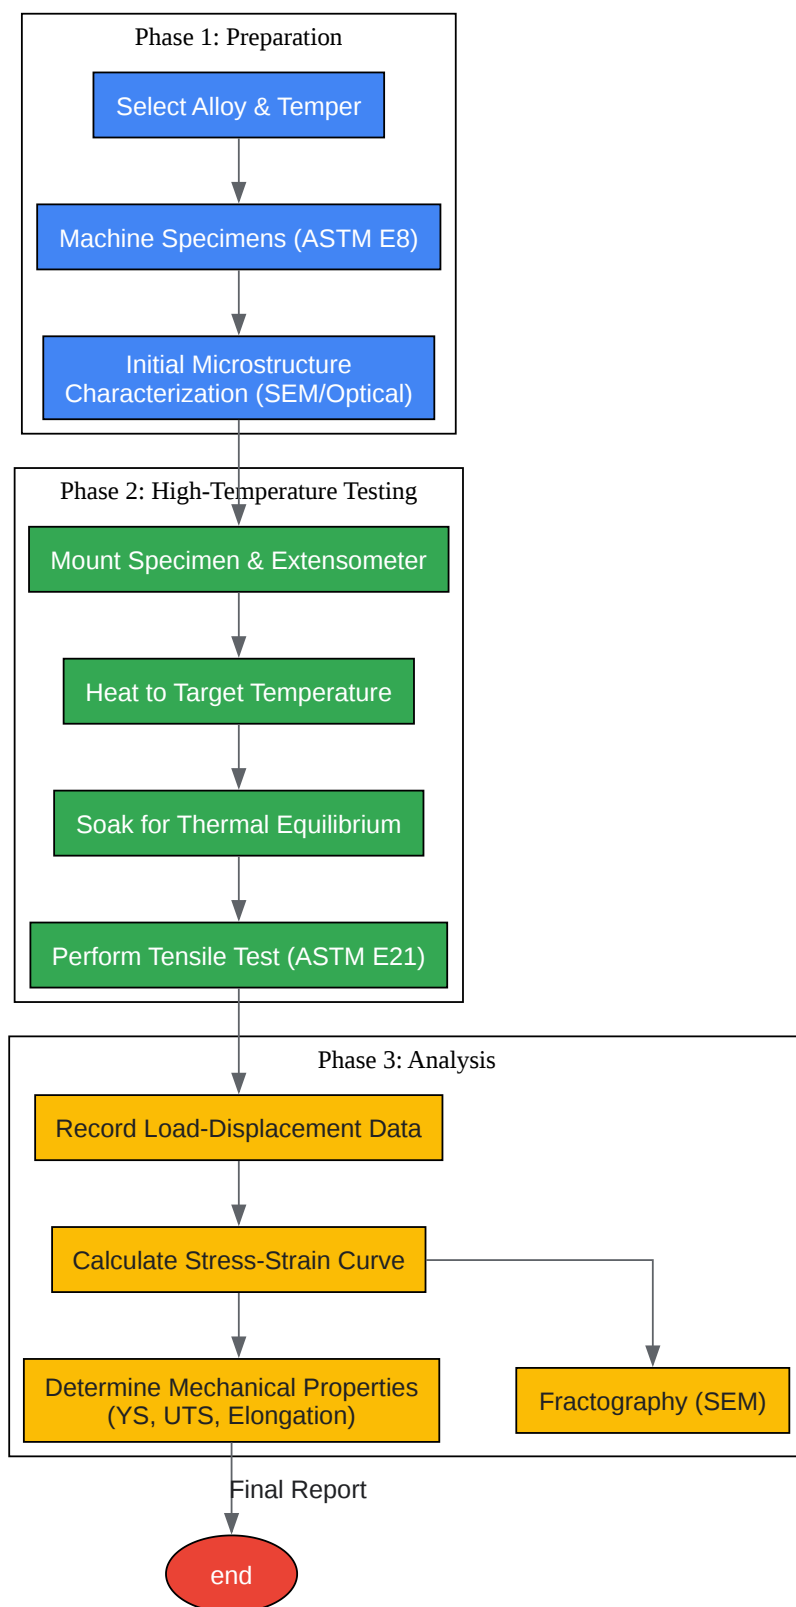 Phase 1: Preparation
Select Alloy & Temper
Machine Specimens (ASTM E8)
Initial Microstructure
Characterization (SEM/Optical)
Phase 2: High-Temperature Testing
Mount Specimen & Extensometer
Heat to Target Temperature
Soak for Thermal Equilibrium
Perform Tensile Test (ASTM E21)
Phase 3: Analysis
Record Load-Displacement Data
Calculate Stress-Strain Curve
Determine Mechanical Properties
(YS, UTS, Elongation)
Fractography (SEM)
Final Report
end